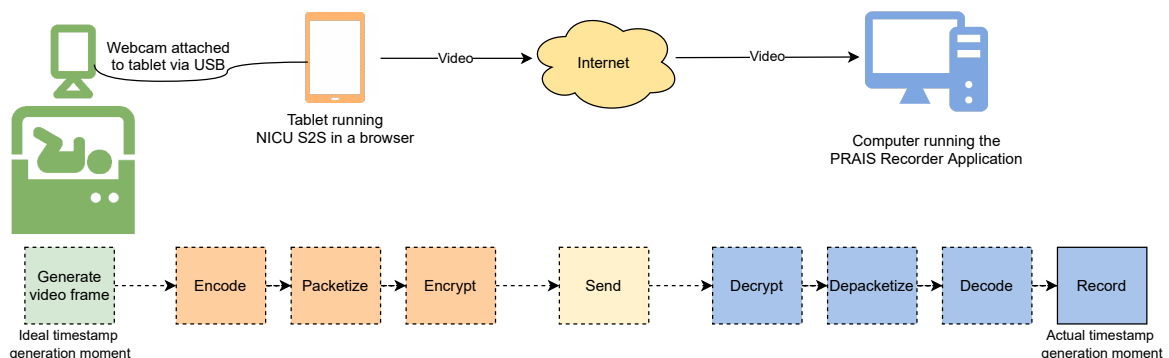 Webcam attached
to tablet via USB
Video
Internet
Video
Tablet running
NICU S2S in a browser
Computer running the
PRAIS Recorder Application
Generate
video frame
Encode
Packetize
Encrypt
Send
Decrypt
Depacketize
Decode
Record
Ideal timestamp
generation moment
Actual timestamp
generation moment